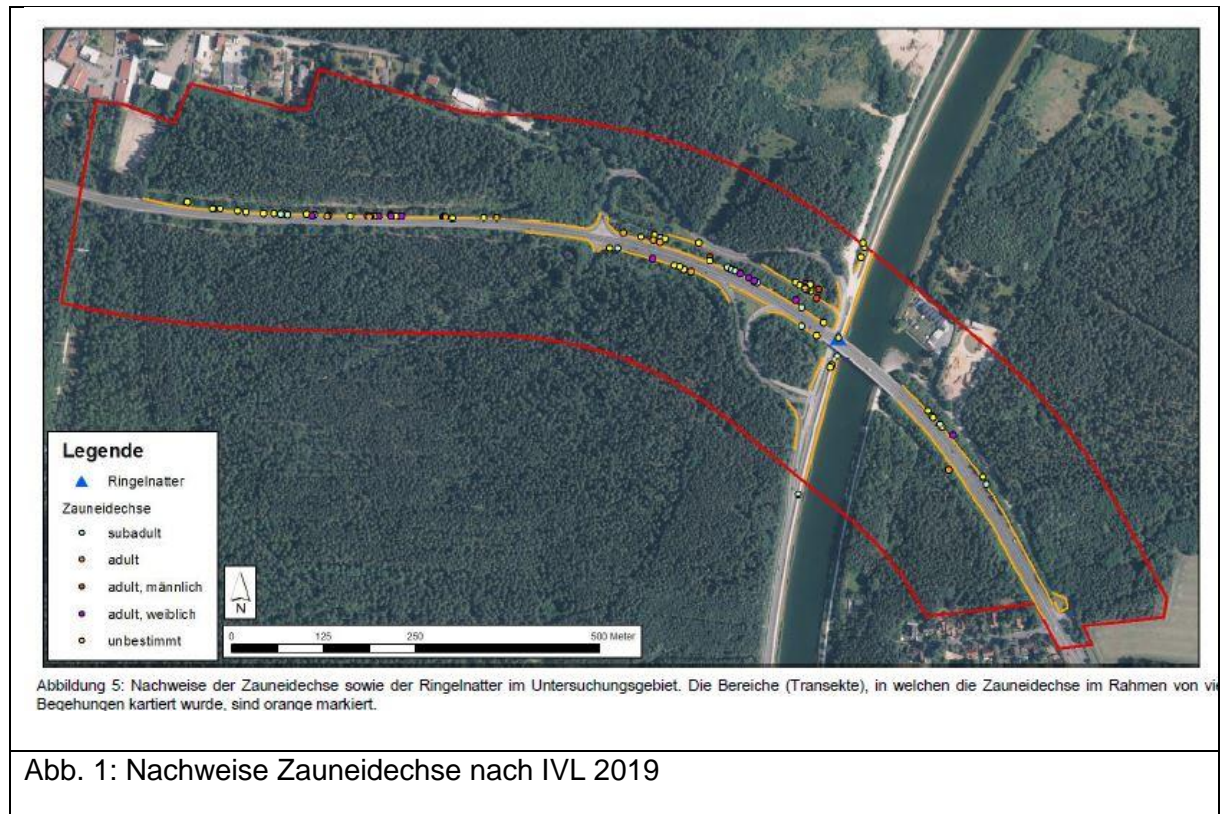 Legende
Ringelnatter
Zauneidechse
subadult
adult
adult, männlich
adult, weiblich
unbestimmt
N
0 125 250 500 Meter
Abbildung 5: Nachweise der Zauneidechse sowie der Ringelnatter im Untersuchungsgebiet. Die Bereiche (Transekte), in welchen die Zauneidechse im Rahmen von vie
Begehungen kartiert wurde, sind orange markiert.
Abb. 1: Nachweise Zauneidechse nach IVL 2019